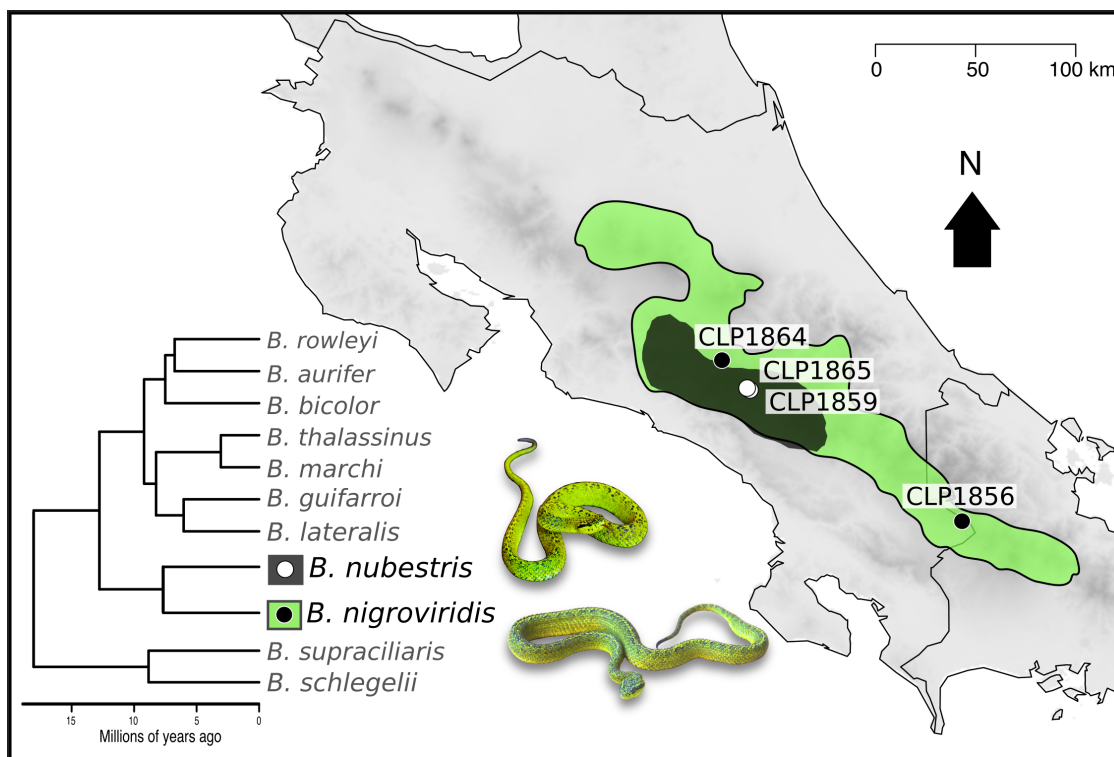 0 50 100 km
N
CLP1864
CLP1865
CLP1859
CLP1856
B. rowleyi
B. aurifer
B. bicolor
B. thalassinus
B. marchi
B. guifarroi
B. lateralis
B. nubestris
B. nigroviridis
B. supraciliaris
B. schlegelii
15 10 5 0
Millions of years ago